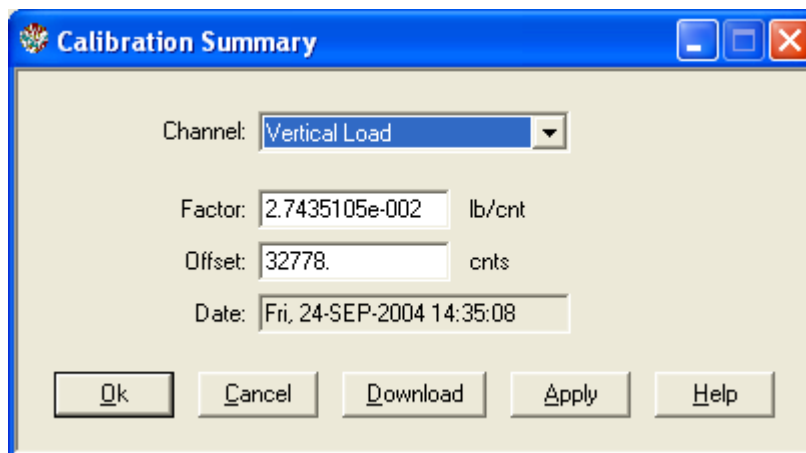 Calibration Summary
Channel: Vertical Load
Factor: 2.7435105e-002 lb/cnt
Offset: 32778. cnts
Date: Fri, 24-SEP-2004 14:35:08
Ok Cancel Download Apply Help